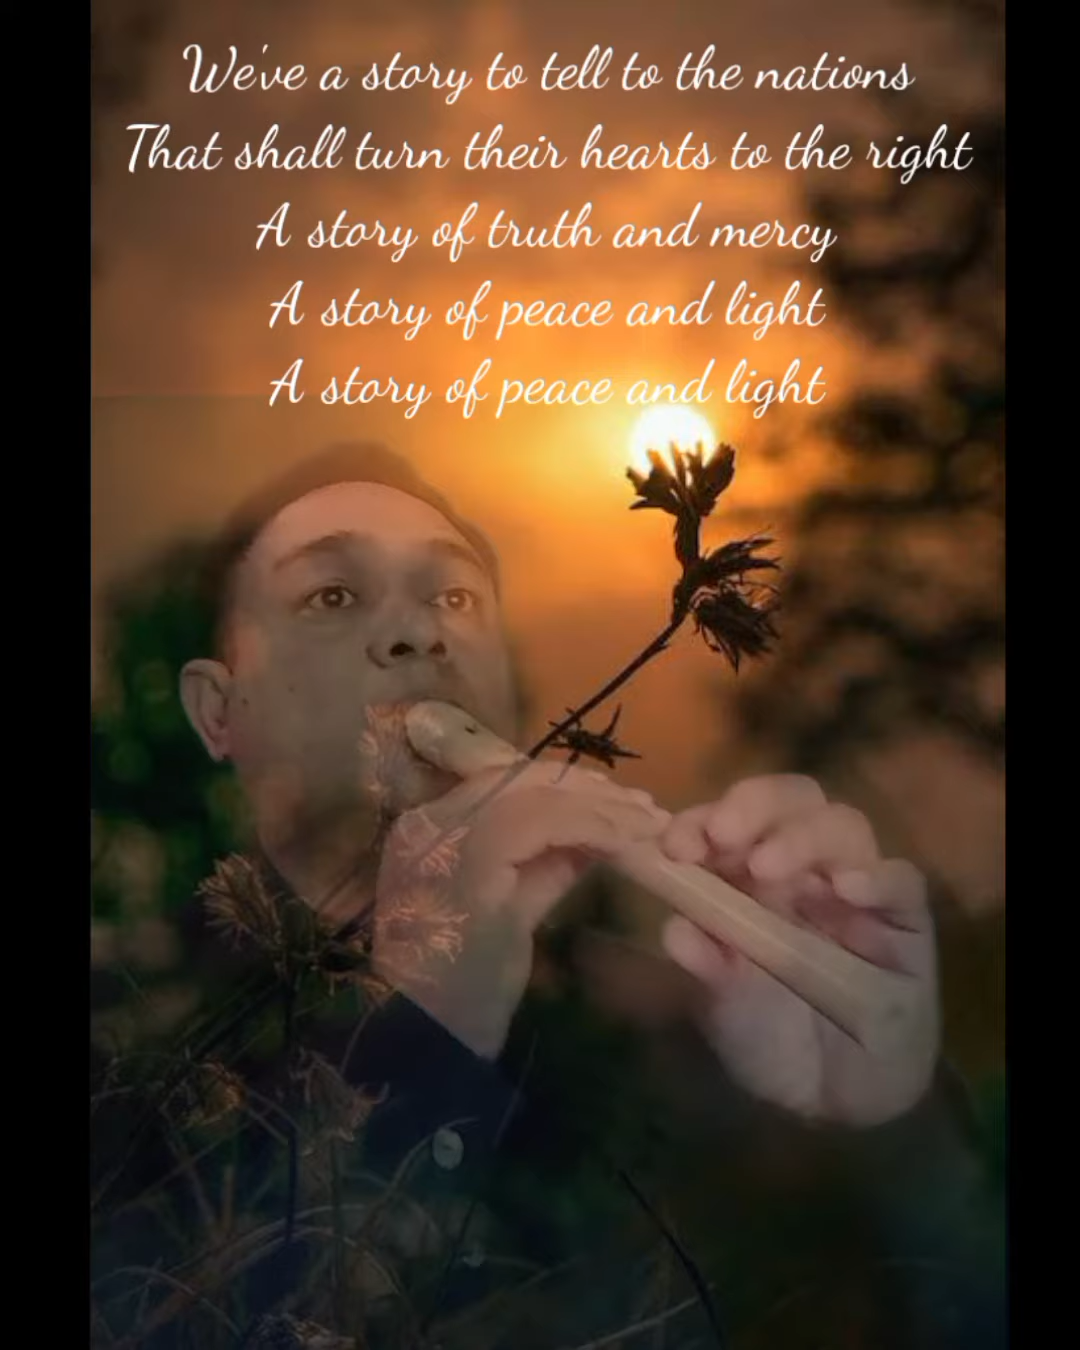 We've a story to tell to the nations
That shall turn their hearts to the right
A story of truth and mercy
A story of peace and light
A story of peace and light